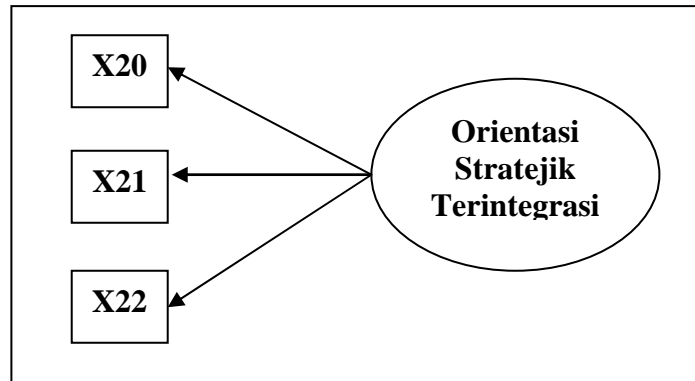 X20
X21
X22
Orientasi
Stratejik
Terintegrasi